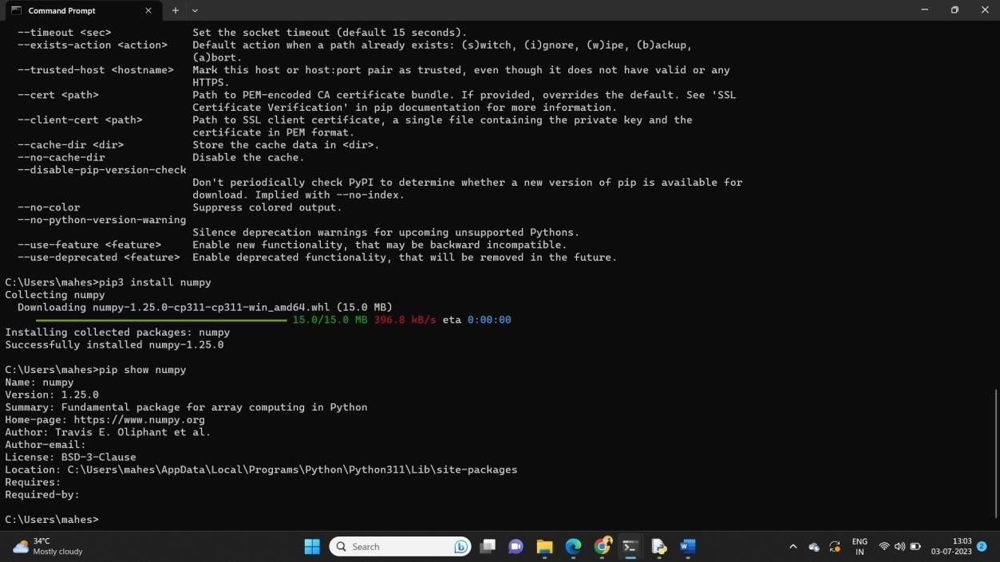 Command Prompt
--timeout <sec>             Set the socket timeout (default 15 seconds).
--exists-action <action>    Default action when a path already exists: (s)witch, (i)gnore, (w)ipe, (b)ackup,
(a)bort.
--trusted-host <hostname>   Mark this host or host:port pair as trusted, even though it does not have valid or any
HTTPS.
--cert <path>               Path to PEM-encoded CA certificate bundle. If provided, overrides the default. See 'SSL
Certificate Verification' in pip documentation for more information.
--client-cert <path>        Path to SSL client certificate, a single file containing the private key and the
certificate in PEM format.
--cache-dir <dir>           Store the cache data in <dir>.
--no-cache-dir              Disable the cache.
--disable-pip-version-check
Don't periodically check PyPI to determine whether a new version of pip is available for
download. Implied with --no-index.
--no-color                  Suppress colored output.
--no-python-version-warning
Silence deprecation warnings for upcoming unsupported Pythons.
--use-feature <feature>     Enable new functionality, that may be backward incompatible.
--use-deprecated <feature>  Enable deprecated functionality, that will be removed in the future.
C:\Users\mahes>pip3 install numpy
Collecting numpy
Downloading numpy-1.25.0-cp311-cp311-win_amd64.whl (15.0 MB)
15.0/15.0 MB 396.8 kB/s eta 0:00:00
Installing collected packages: numpy
Successfully installed numpy-1.25.0
C:\Users\mahes>pip show numpy
Name: numpy
Version: 1.25.0
Summary: Fundamental package for array computing in Python
Home-page: https://www.numpy.org
Author: Travis E. Oliphant et al.
Author-email:
License: BSD-3-Clause
Location: C:\Users\mahes\AppData\Local\Programs\Python\Python311\Lib\site-packages
Requires:
Required-by:
C:\Users\mahes>
34°C
Mostly cloudy
Search
ENG
IN
13:03
03-07-2023
2